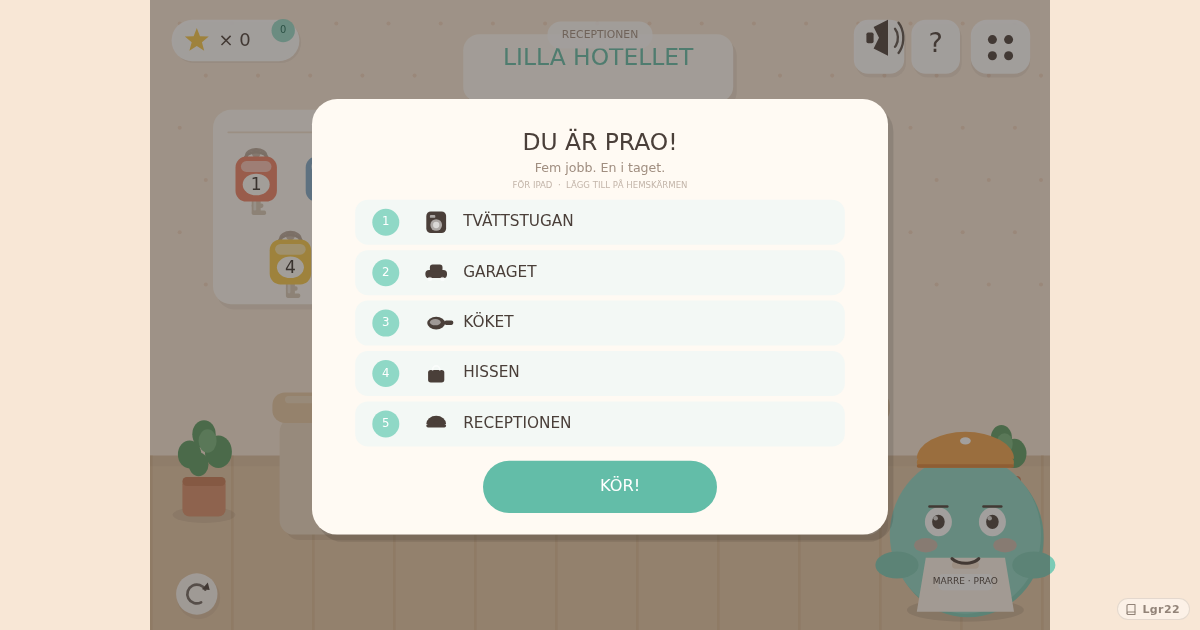 × 0
0
RECEPTIONEN
LILLA HOTELLET
?
1
4
DU ÄR PRAO!
Fem jobb. En i taget.
FÖR IPAD · LÄGG TILL PÅ HEMSKÄRMEN
1 TVÄTTSTUGAN
2 GARAGET
3 KÖKET
4 HISSEN
5 RECEPTIONEN
KÖR!
MARRE · PRAO
Lgr22